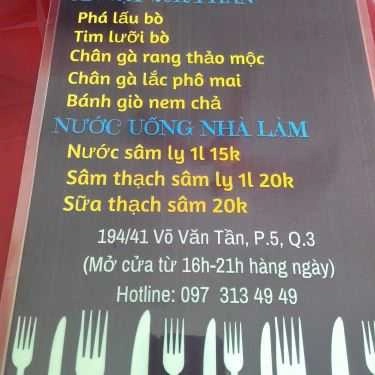 Phá lấu bò
Tim lưỡi bò
Chân gà rang thảo mộc
Chân gà lắc phô mai
Bánh giò nem chả
NƯỚC UỐNG NHÀ LÀM
Nước sâm ly 1l 15k
Sâm thạch sâm ly 1l 20k
Sữa thạch sâm 20k
194/41 Võ Văn Tần, P.5, Q.3
(Mở cửa từ 16h-21h hàng ngày)
Hotline: 097 313 49 49